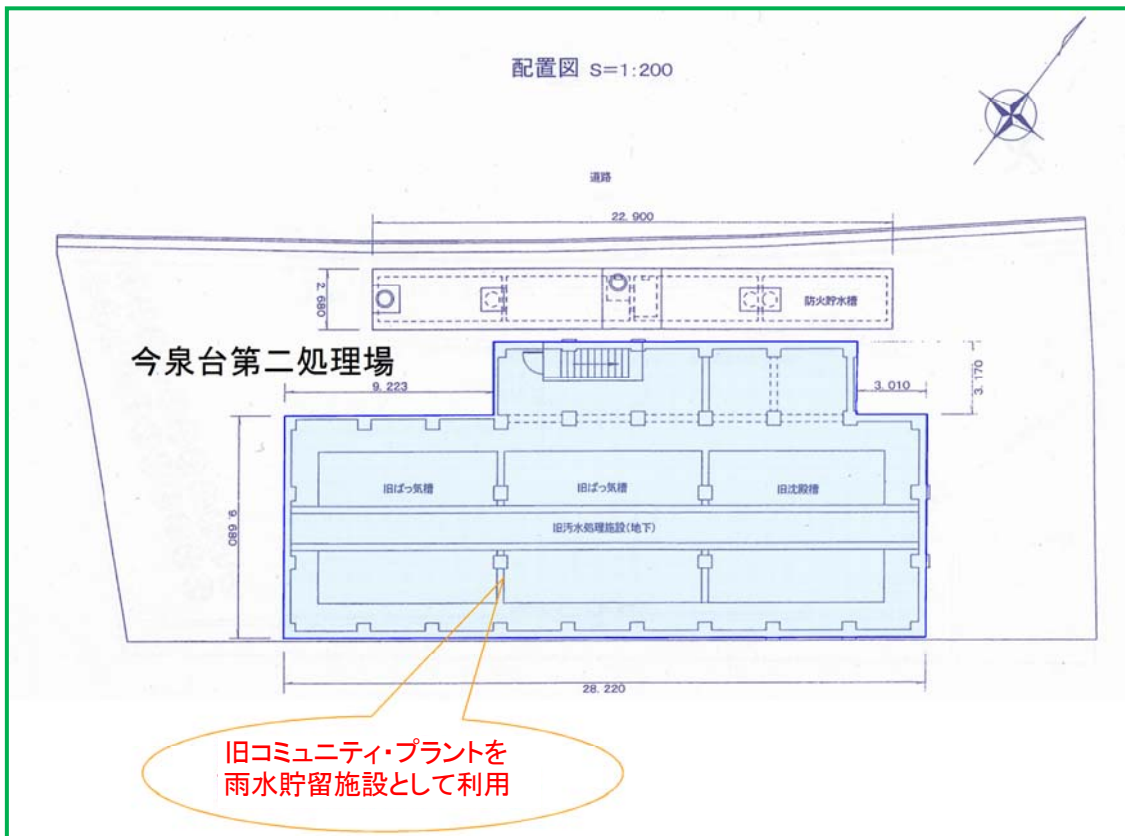 配置図 S=1:200
道路
22.900
2.680
防火貯水槽
今泉台第二処理場
9.223
3.010
3.170
旧ばっ気槽
旧ばっ気槽
旧沈殿槽
9.680
旧汚水処理施設(地下)
28.220
旧コミュニティ・プラントを
雨水貯留施設として利用